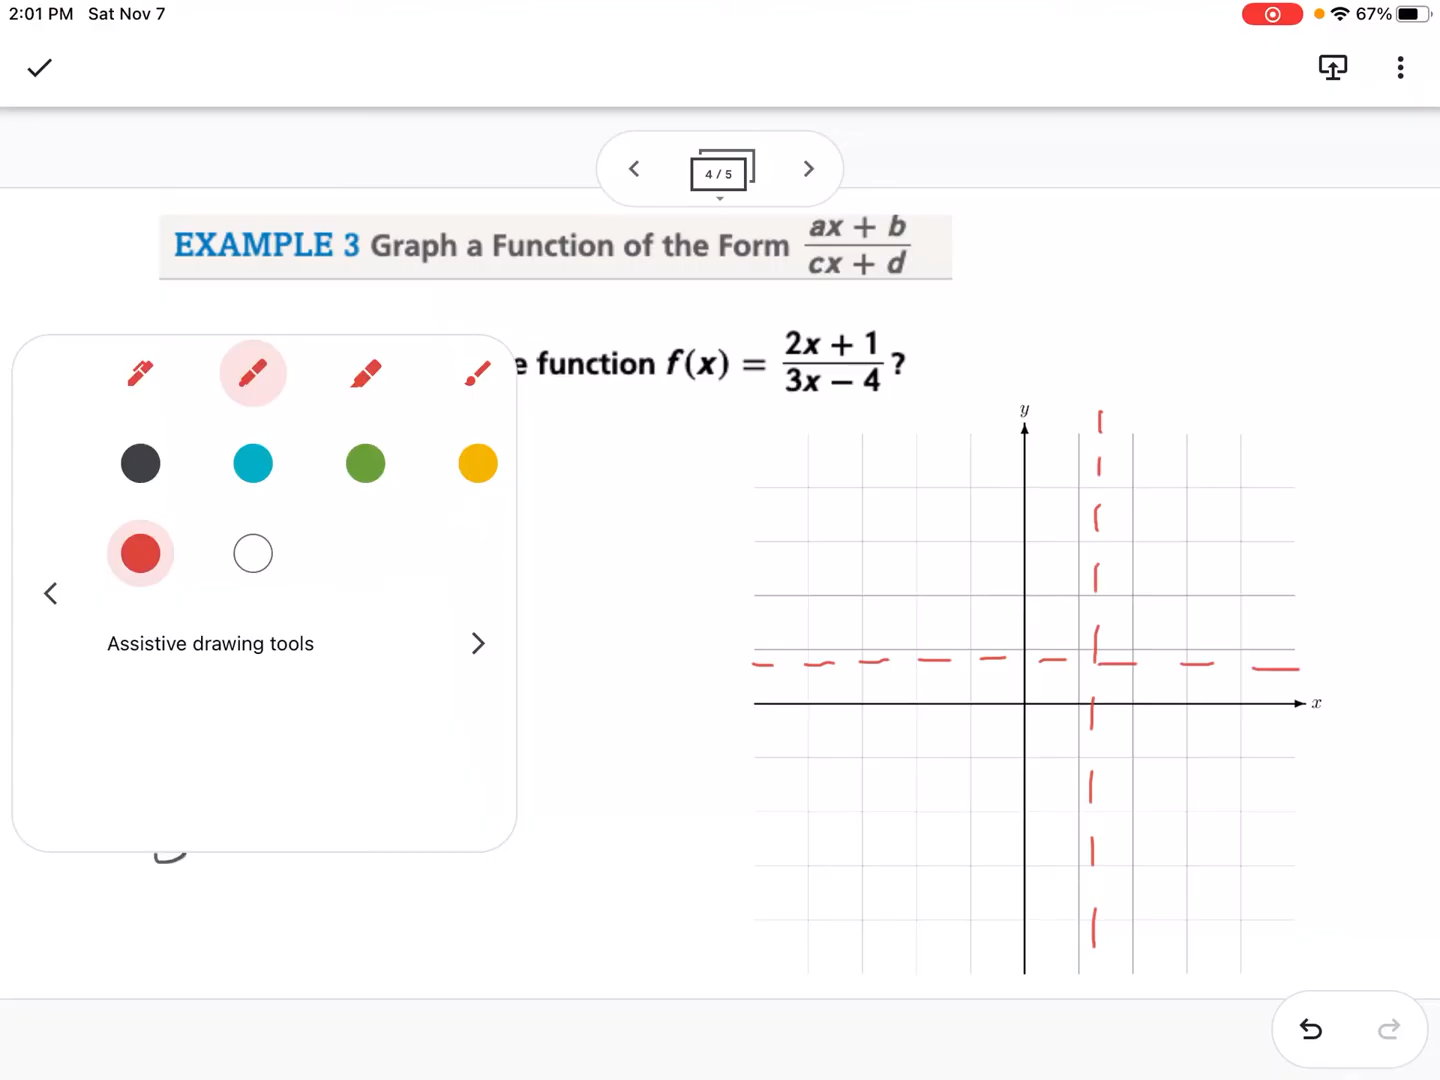 2:01 PM Sat Nov 7
67%
4 / 5
EXAMPLE 3 Graph a Function of the Form (ax + b)/(cx + d)
e function f(x) = (2x + 1)/(3x − 4) ?
y
x
Assistive drawing tools